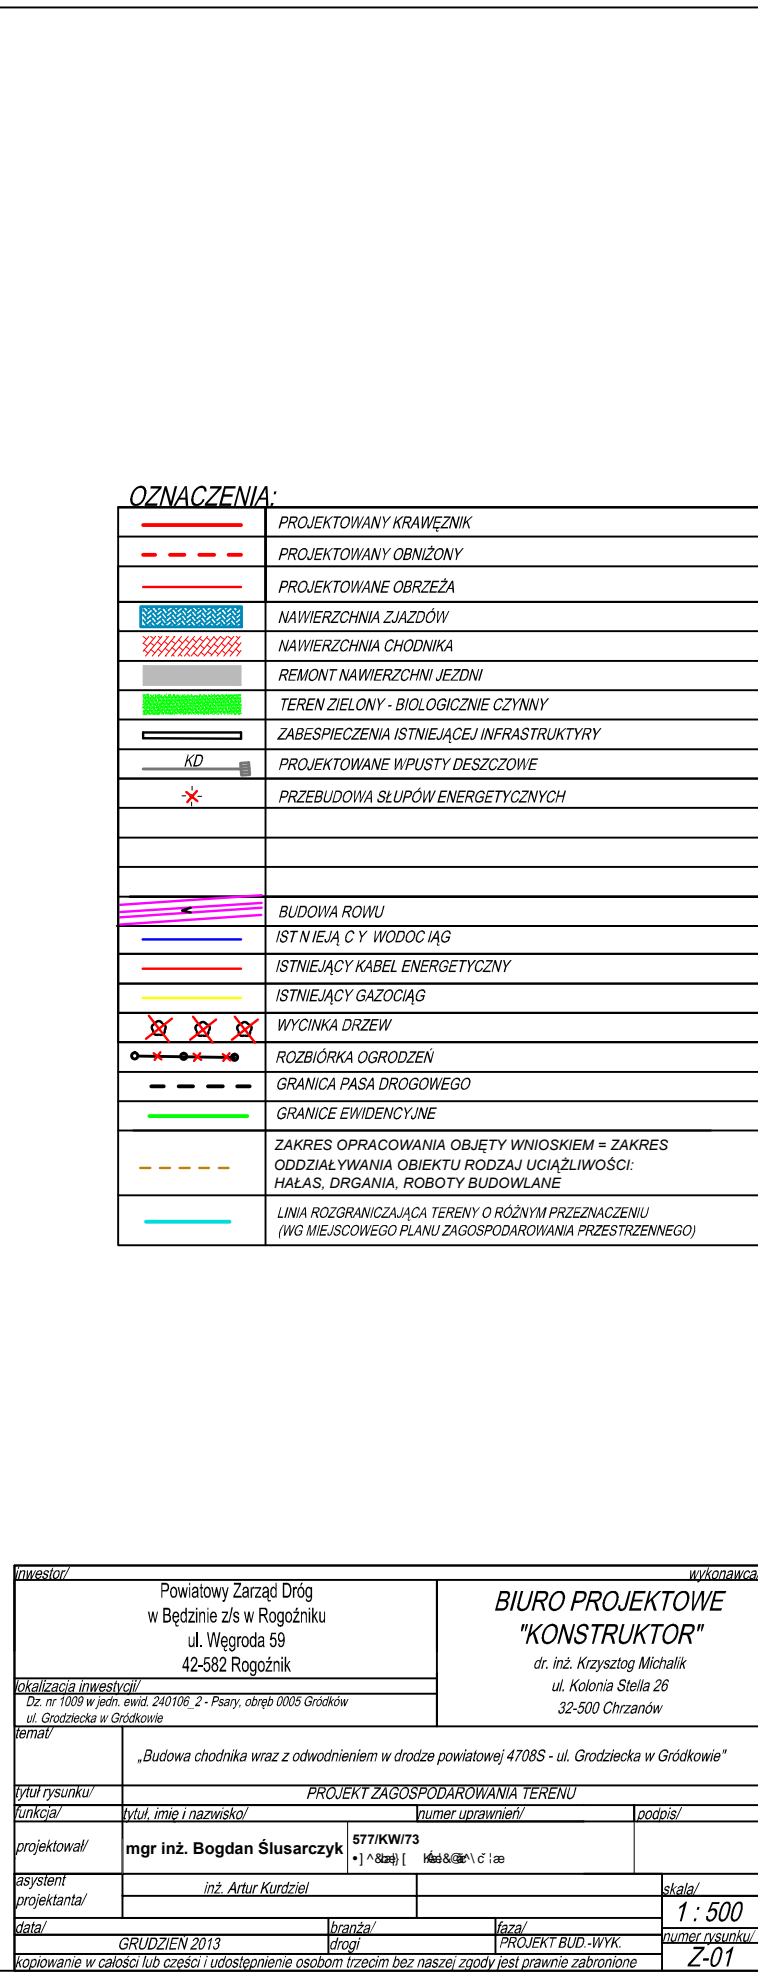 OZNACZENIA:
PROJEKTOWANY KRAWĘZNIK
PROJEKTOWANY OBNIŻONY
PROJEKTOWANE OBRZEŻA
NAWIERZCHNIA ZJAZDÓW
NAWIERZCHNIA CHODNIKA
REMONT NAWIERZCHNI JEZDNI
TEREN ZIELONY - BIOLOGICZNIE CZYNNY
ZABESPIECZENIA ISTNIEJĄCEJ INFRASTRUKTYRY
KD PROJEKTOWANE WPUSTY DESZCZOWE
PRZEBUDOWA SŁUPÓW ENERGETYCZNYCH
BUDOWA ROWU
ISTNIEJĄCY WODOCIĄG
ISTNIEJĄCY KABEL ENERGETYCZNY
ISTNIEJĄCY GAZOCIĄG
WYCINKA DRZEW
ROZBIÓRKA OGRODZEŃ
GRANICA PASA DROGOWEGO
GRANICE EWIDENCYJNE
ZAKRES OPRACOWANIA OBJĘTY WNIOSKIEM = ZAKRES
ODDZIAŁYWANIA OBIEKTU RODZAJ UCIĄŻLIWOŚCI:
HAŁAS, DRGANIA, ROBOTY BUDOWLANE
LINIA ROZGRANICZAJĄCA TERENY O RÓŻNYM PRZEZNACZENIU
(WG MIEJSCOWEGO PLANU ZAGOSPODAROWANIA PRZESTRZENNEGO)
inwestor/
Powiatowy Zarząd Dróg
w Będzinie z/s w Rogoźniku
ul. Węgroda 59
42-582 Rogoźnik
wykonawca/
BIURO PROJEKTOWE
"KONSTRUKTOR"
dr. inż. Krzysztog Michalik
ul. Kolonia Stella 26
32-500 Chrzanów
lokalizacja inwestycji/
Dz. nr 1009 w jedn. ewid. 240106_2 - Psary, obręb 0005 Gródków
ul. Grodziecka w Gródkowie
temat/
„Budowa chodnika wraz z odwodnieniem w drodze powiatowej 4708S - ul. Grodziecka w Gródkowie"
tytuł rysunku/ PROJEKT ZAGOSPODAROWANIA TERENU
funkcja/ tytuł, imię i nazwisko/ numer uprawnień/ podpis/
projektował/ mgr inż. Bogdan Ślusarczyk 577/KW/73
asystent
projektanta/
inż. Artur Kurdziel
skala/
1 : 500
data/ branża/ faza/
GRUDZIEŃ 2013 drogi PROJEKT BUD.-WYK.
numer rysunku/
Z-01
kopiowanie w całości lub części i udostępnienie osobom trzecim bez naszej zgody jest prawnie zabronione